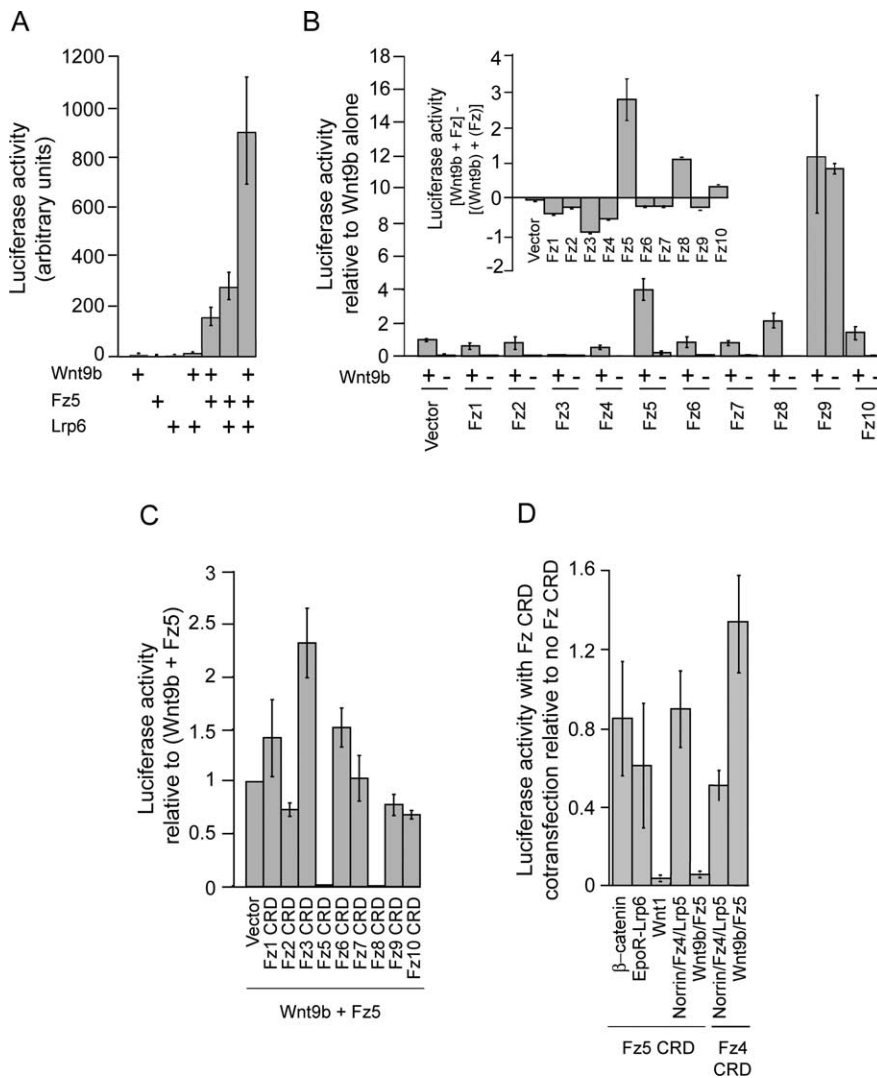 A
Luciferase activity
(arbitrary units)
1200
1000
800
600
400
200
0
Wnt9b + + + +
Fz5 + + + +
Lrp6 + + + +
B
Luciferase activity
relative to Wnt9b alone
18
16
14
12
10
8
6
4
2
0
Luciferase activity
[Wnt9b + Fz] -
[(Wnt9b) + (Fz)]
4
3
2
1
0
-1
-2
Vector Fz1 Fz2 Fz3 Fz4 Fz5 Fz6 Fz7 Fz8 Fz9 Fz10
Wnt9b + - + - + - + - + - + - + - + - + - + - + -
Vector Fz1 Fz2 Fz3 Fz4 Fz5 Fz6 Fz7 Fz8 Fz9 Fz10
C
Luciferase activity
relative to (Wnt9b + Fz5)
3
2.5
2
1.5
1
0.5
0
Vector
Fz1 CRD
Fz2 CRD
Fz3 CRD
Fz5 CRD
Fz6 CRD
Fz7 CRD
Fz8 CRD
Fz9 CRD
Fz10 CRD
Wnt9b + Fz5
D
Luciferase activity with Fz CRD
cotransfection relative to no Fz CRD
1.6
1.2
0.8
0.4
0
β-catenin
EpoR-Lrp6
Wnt1
Norrin/Fz4/Lrp5
Wnt9b/Fz5
Norrin/Fz4/Lrp5
Wnt9b/Fz5
Fz5 CRD
Fz4
CRD